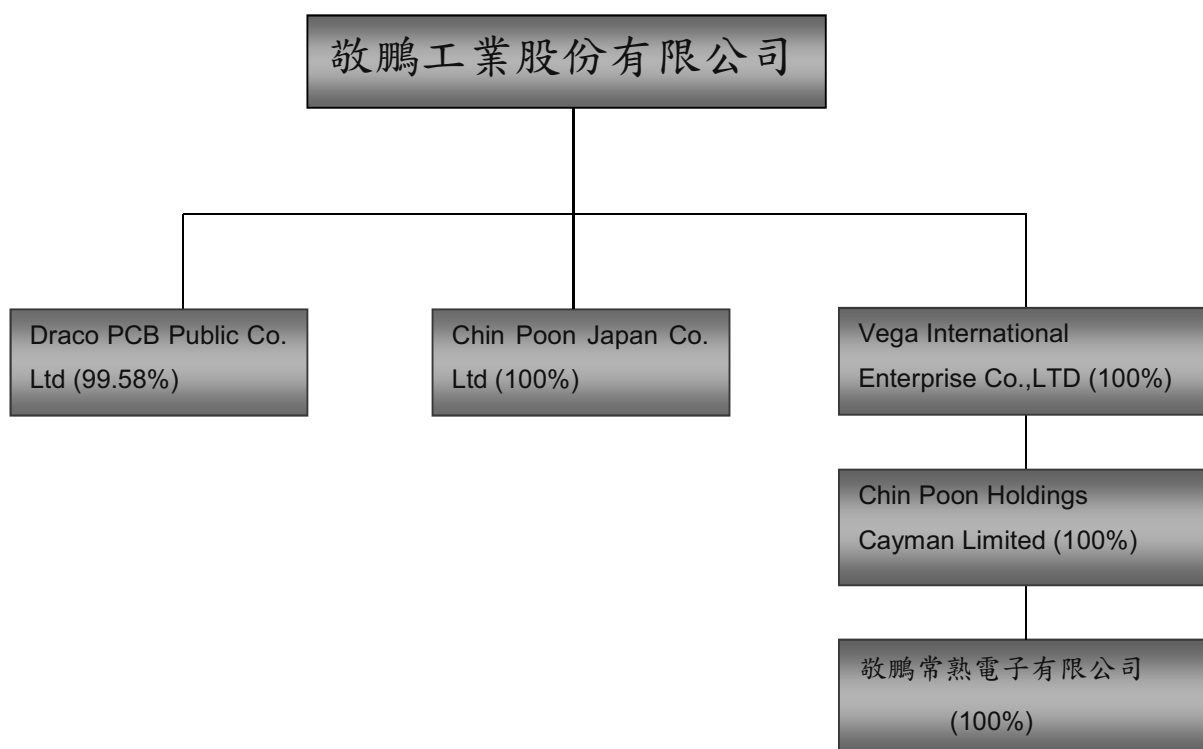 敬鵬工業股份有限公司
Draco PCB Public Co.
Ltd (99.58%)
Chin Poon Japan Co.
Ltd (100%)
Vega International
Enterprise Co.,LTD (100%)
Chin Poon Holdings
Cayman Limited (100%)
敬鵬常熟電子有限公司
(100%)